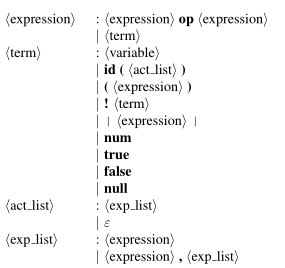 ⟨expression⟩ : ⟨expression⟩ op ⟨expression⟩
| ⟨term⟩
⟨term⟩ : ⟨variable⟩
| id ( ⟨act_list⟩ )
| ( ⟨expression⟩ )
| ! ⟨term⟩
| | ⟨expression⟩ |
| num
| true
| false
| null
⟨act_list⟩ : ⟨exp_list⟩
| ε
⟨exp_list⟩ : ⟨expression⟩
| ⟨expression⟩ , ⟨exp_list⟩